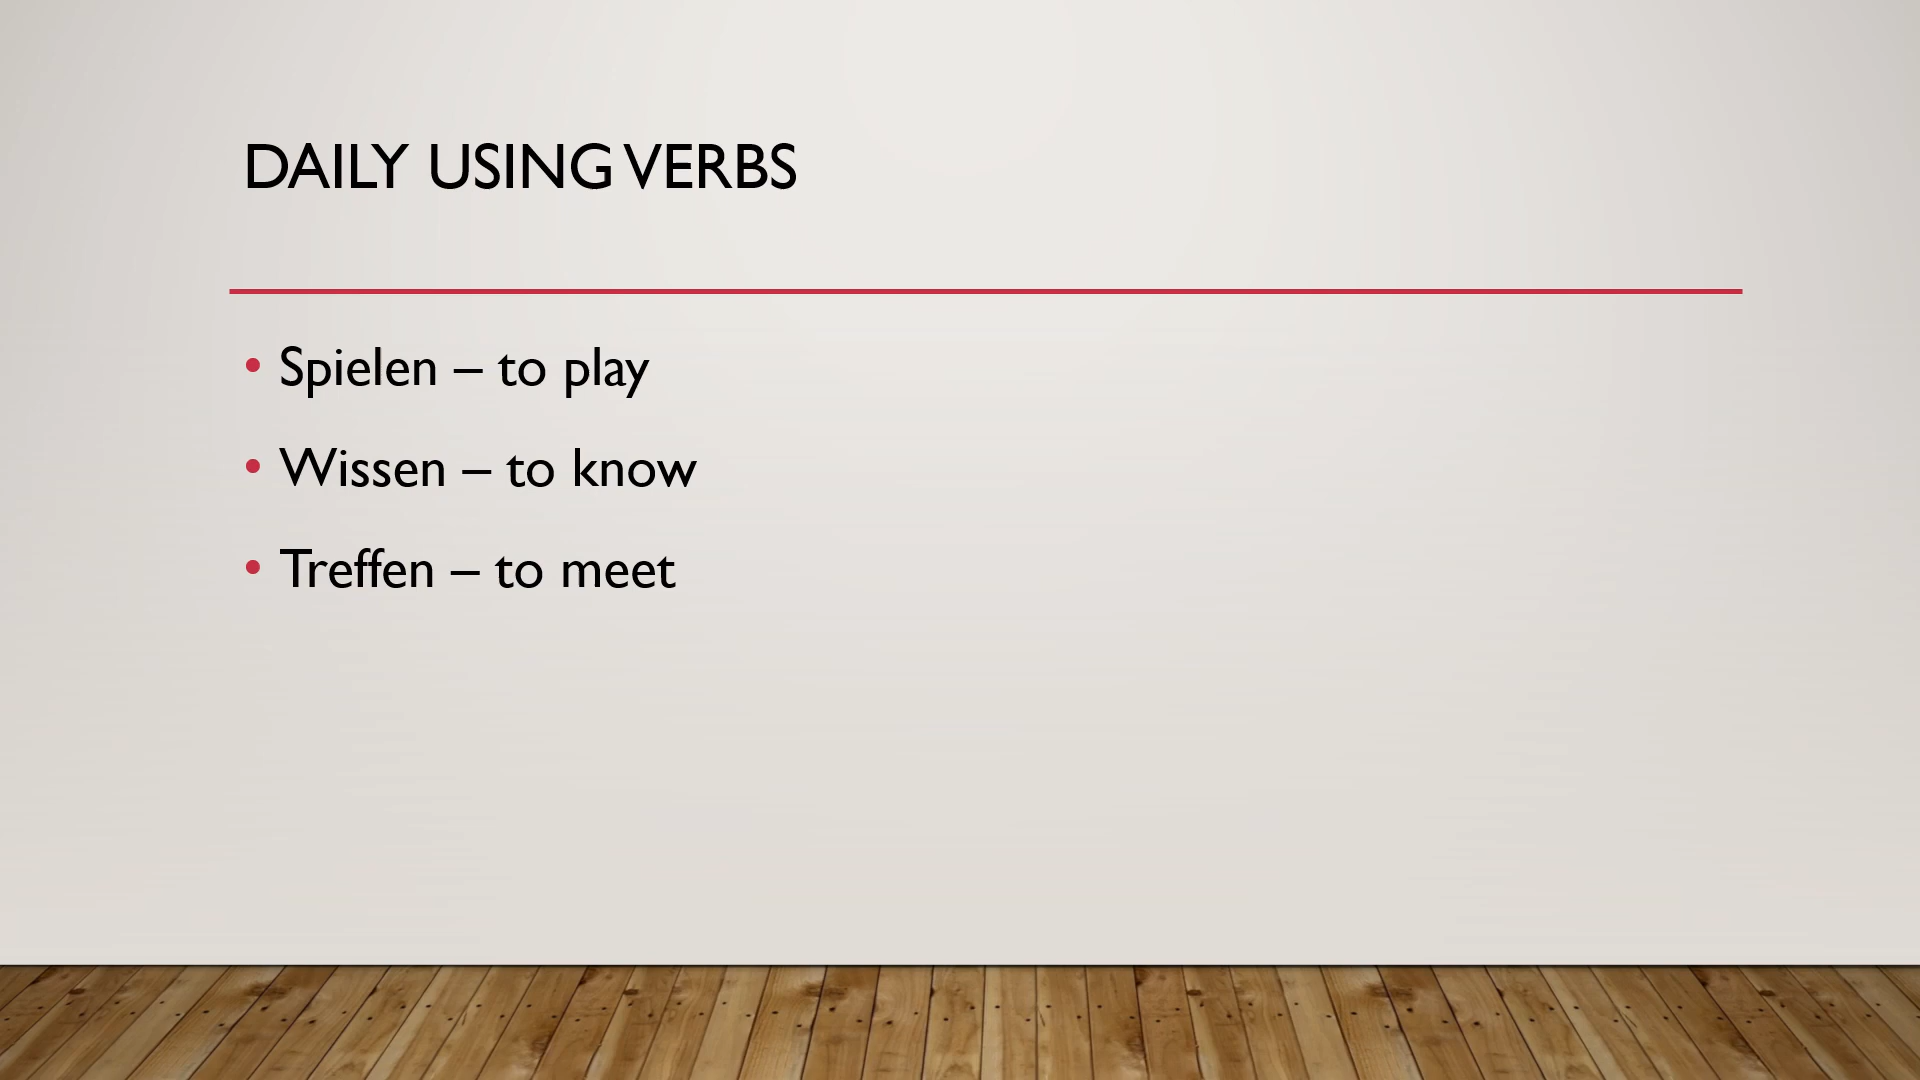 DAILY USING VERBS
• Spielen – to play
• Wissen – to know
• Treffen – to meet